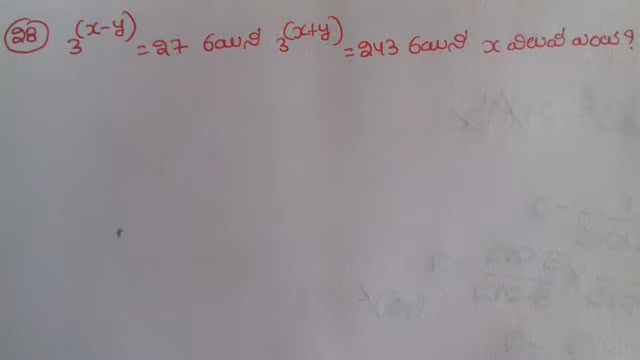 28 3^(x-y) = 27 అయిన 3^(x+y) = 243 అయిన x విలువ ఎంత?